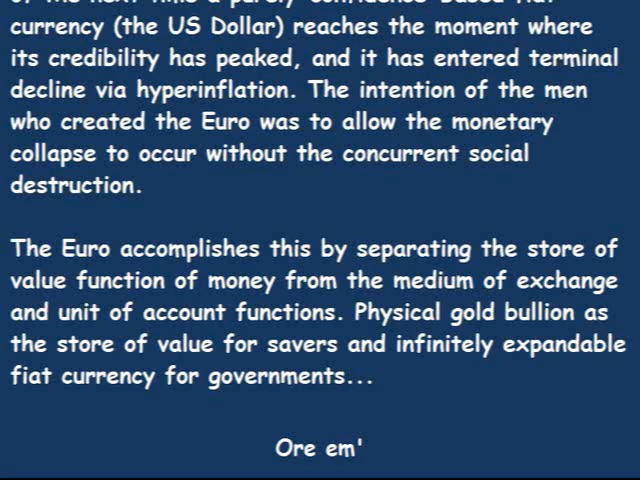 currency (the US Dollar) reaches the moment where
its credibility has peaked, and it has entered terminal
decline via hyperinflation. The intention of the men
who created the Euro was to allow the monetary
collapse to occur without the concurrent social
destruction.
The Euro accomplishes this by separating the store of
value function of money from the medium of exchange
and unit of account functions. Physical gold bullion as
the store of value for savers and infinitely expandable
fiat currency for governments...
Ore em'